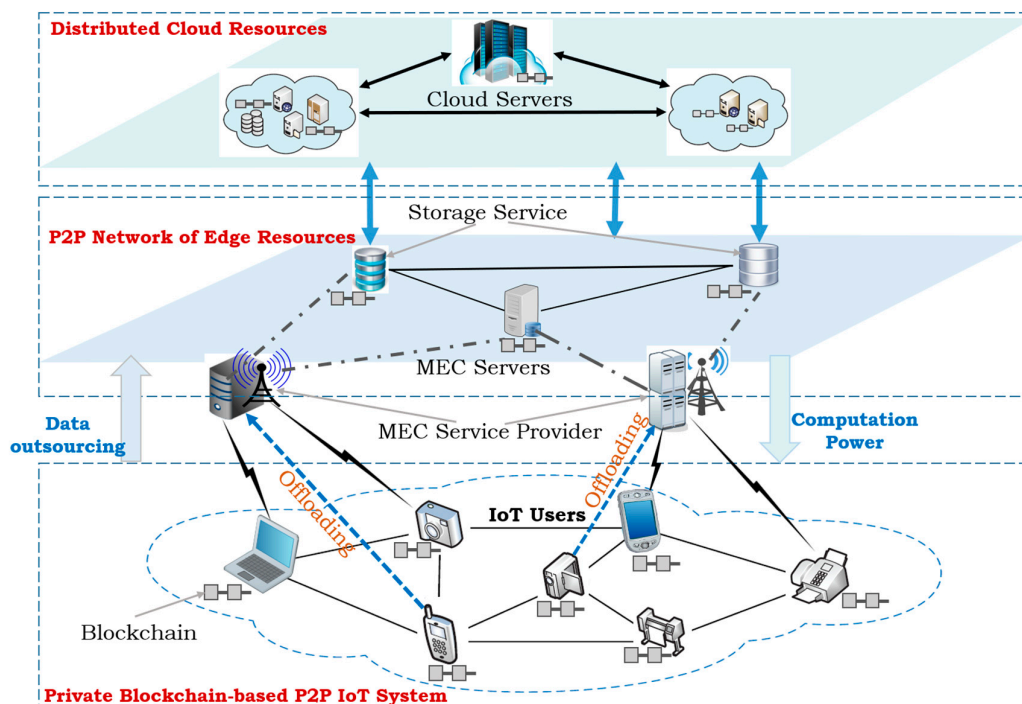 Distributed Cloud Resources
Cloud Servers
Storage Service
P2P Network of Edge Resources
MEC Servers
Data
outsourcing
MEC Service Provider
Computation
Power
Offloading
Offloading
IoT Users
Blockchain
Private Blockchain-based P2P IoT System